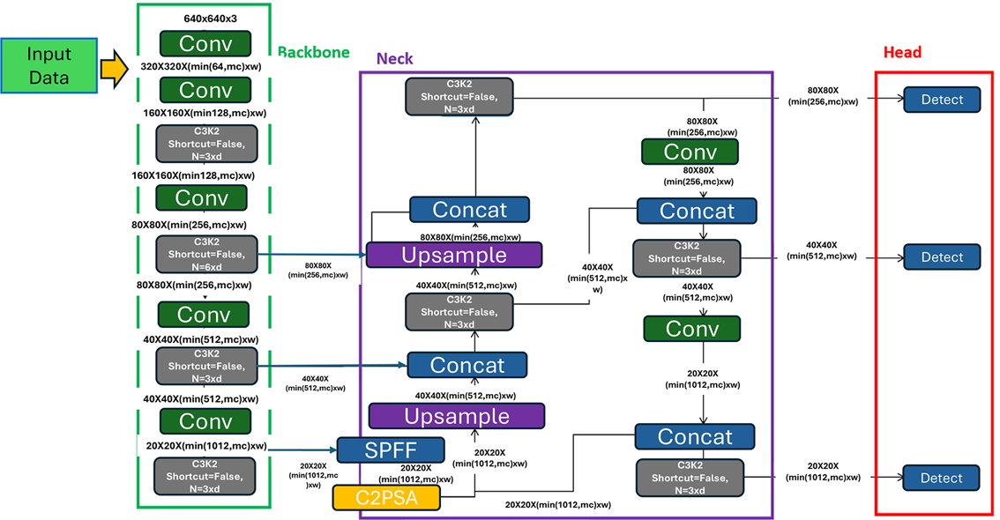 Input
Data
640x640x3
Conv
320X320X(min(64,mc)xw)
Conv
160X160X(min128,mc)xw)
C3K2
Shortcut=False,
N=3xd
160X160X(min128,mc)xw)
Conv
80X80X(min(256,mc)xw)
C3K2
Shortcut=False,
N=6xd
80X80X(min(256,mc)xw)
Conv
40X40X(min(512,mc)xw)
C3K2
Shortcut=False,
N=3xd
40X40X(min(512,mc)xw)
Conv
20X20X(min(1012,mc)xw)
C3K2
Shortcut=False,
N=3xd
Backbone
80X80X
(min(256,mc)xw)
40X40X
(min(512,mc)xw)
20X20X
(min(1012,mc
)xw)
Neck
C3K2
Shortcut=False,
N=3xd
Concat
80X80X(min(256,mc)xw)
Upsample
40X40X(min(512,mc)xw)
C3K2
Shortcut=False,
N=3xd
Concat
40X40X(min(512,mc)xw)
Upsample
SPFF
20X20X
(min(1012,mc)xw)
20X20X
(min(1012,mc)xw)
C2PSA
20X20X(min(1012,mc)xw)
40X40X
(min(512,mc)x
w)
80X80X
(min(256,mc)xw)
Conv
80X80X
(min(256,mc)xw)
Concat
C3K2
Shortcut=False,
N=3xd
40X40X
(min(512,mc)xw)
Conv
20X20X
(min(1012,mc)xw)
Concat
C3K2
Shortcut=False,
N=3xd
80X80X
(min(256,mc)xw)
40X40X
(min(512,mc)xw)
20X20X
(min(1012,mc)xw)
Head
Detect
Detect
Detect